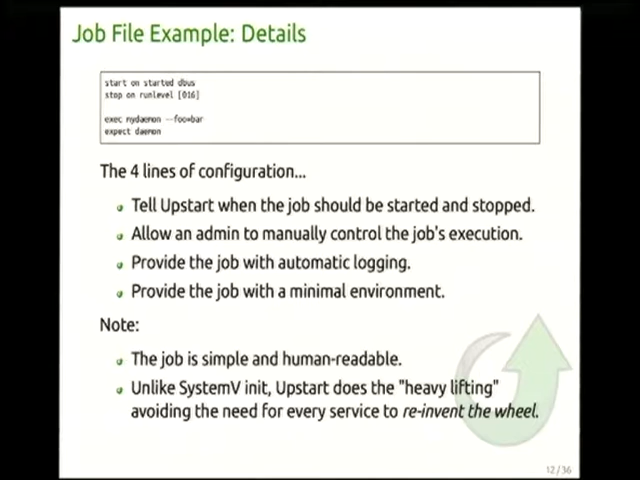 Job File Example: Details
start on started dbus
stop on runlevel [016]
exec mydaemon --foo=bar
expect daemon
The 4 lines of configuration...
Tell Upstart when the job should be started and stopped.
Allow an admin to manually control the job's execution.
Provide the job with automatic logging.
Provide the job with a minimal environment.
Note:
The job is simple and human-readable.
Unlike SystemV init, Upstart does the "heavy lifting"
avoiding the need for every service to re-invent the wheel.
12/36